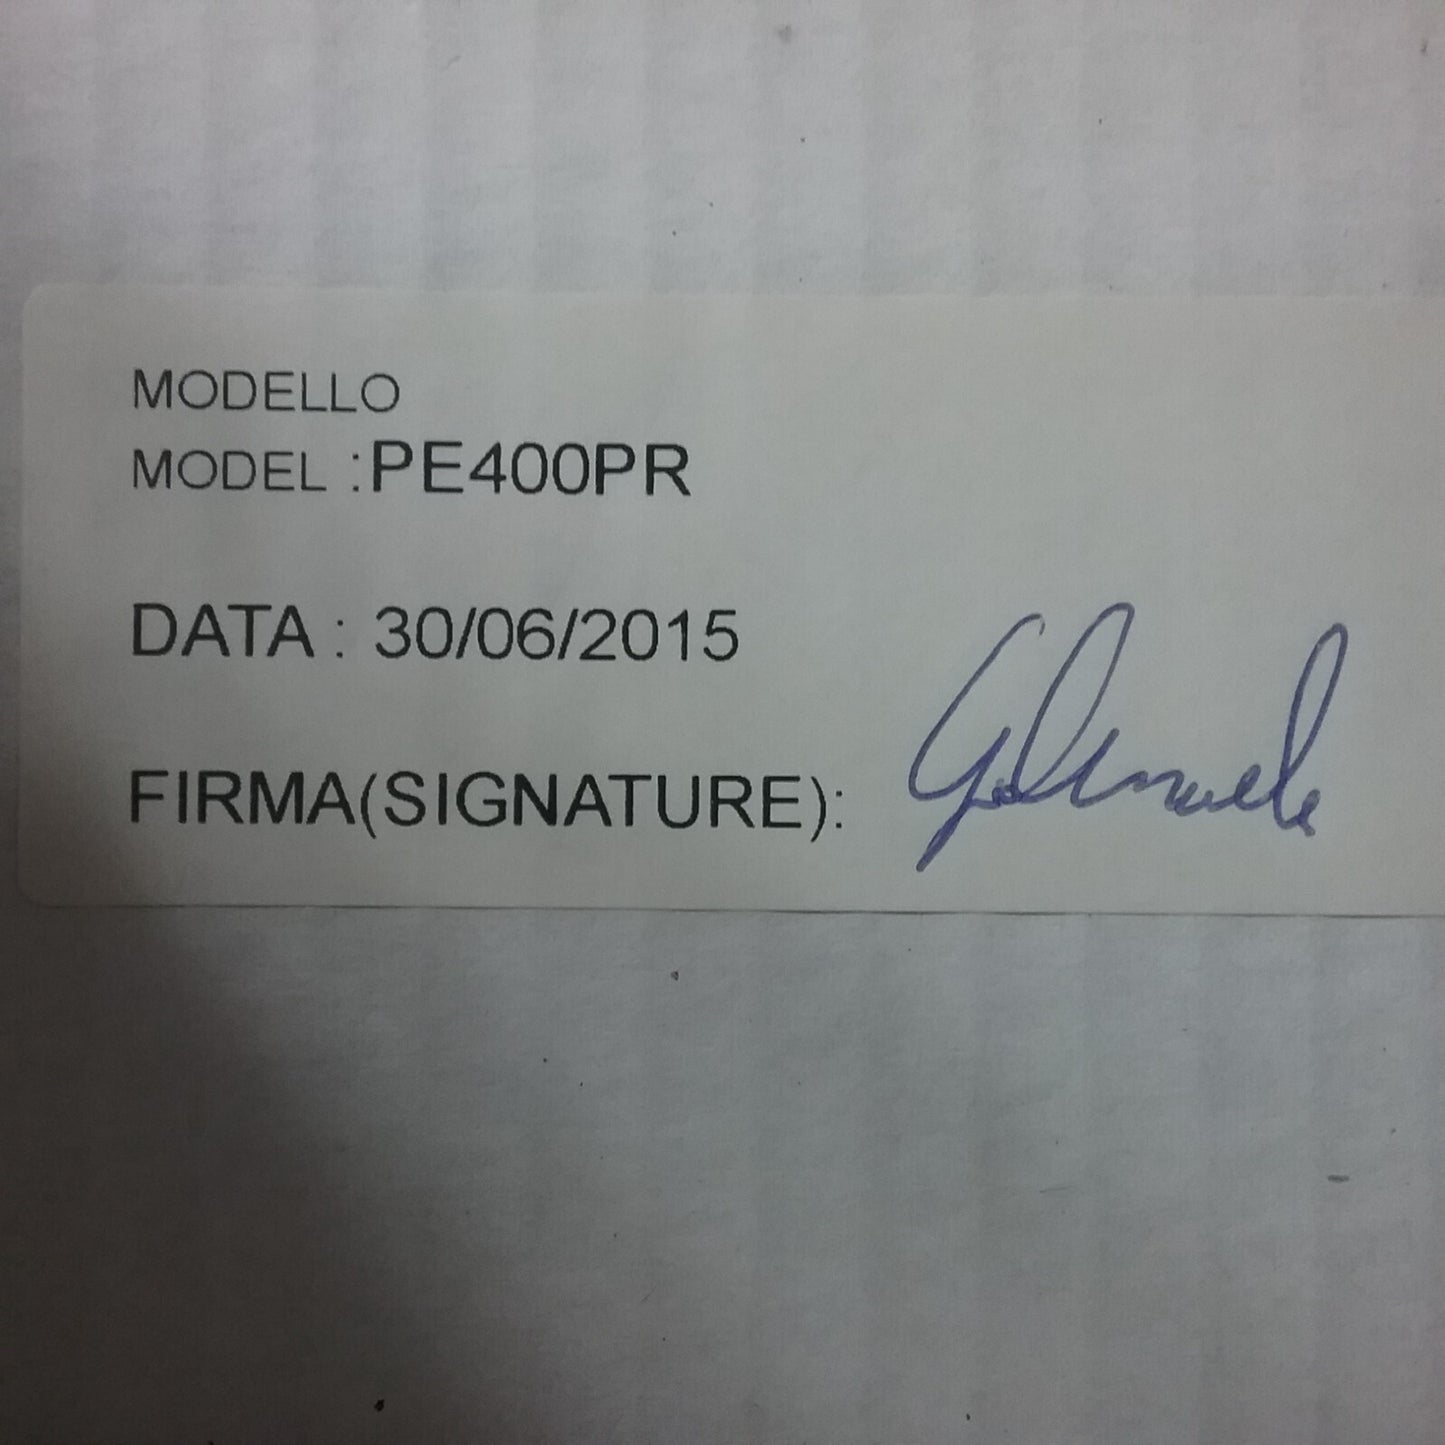 MODELLO
MODEL :PE400PR
DATA : 30/06/2015
FIRMA(SIGNATURE):